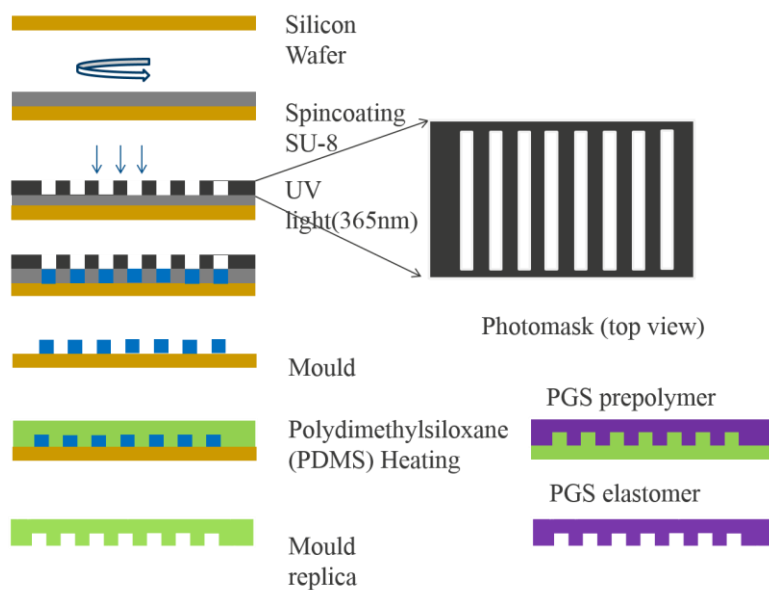 Silicon
Wafer
Spincoating
SU-8
UV
light(365nm)
Photomask (top view)
Mould
PGS prepolymer
Polydimethylsiloxane
(PDMS) Heating
PGS elastomer
Mould
replica